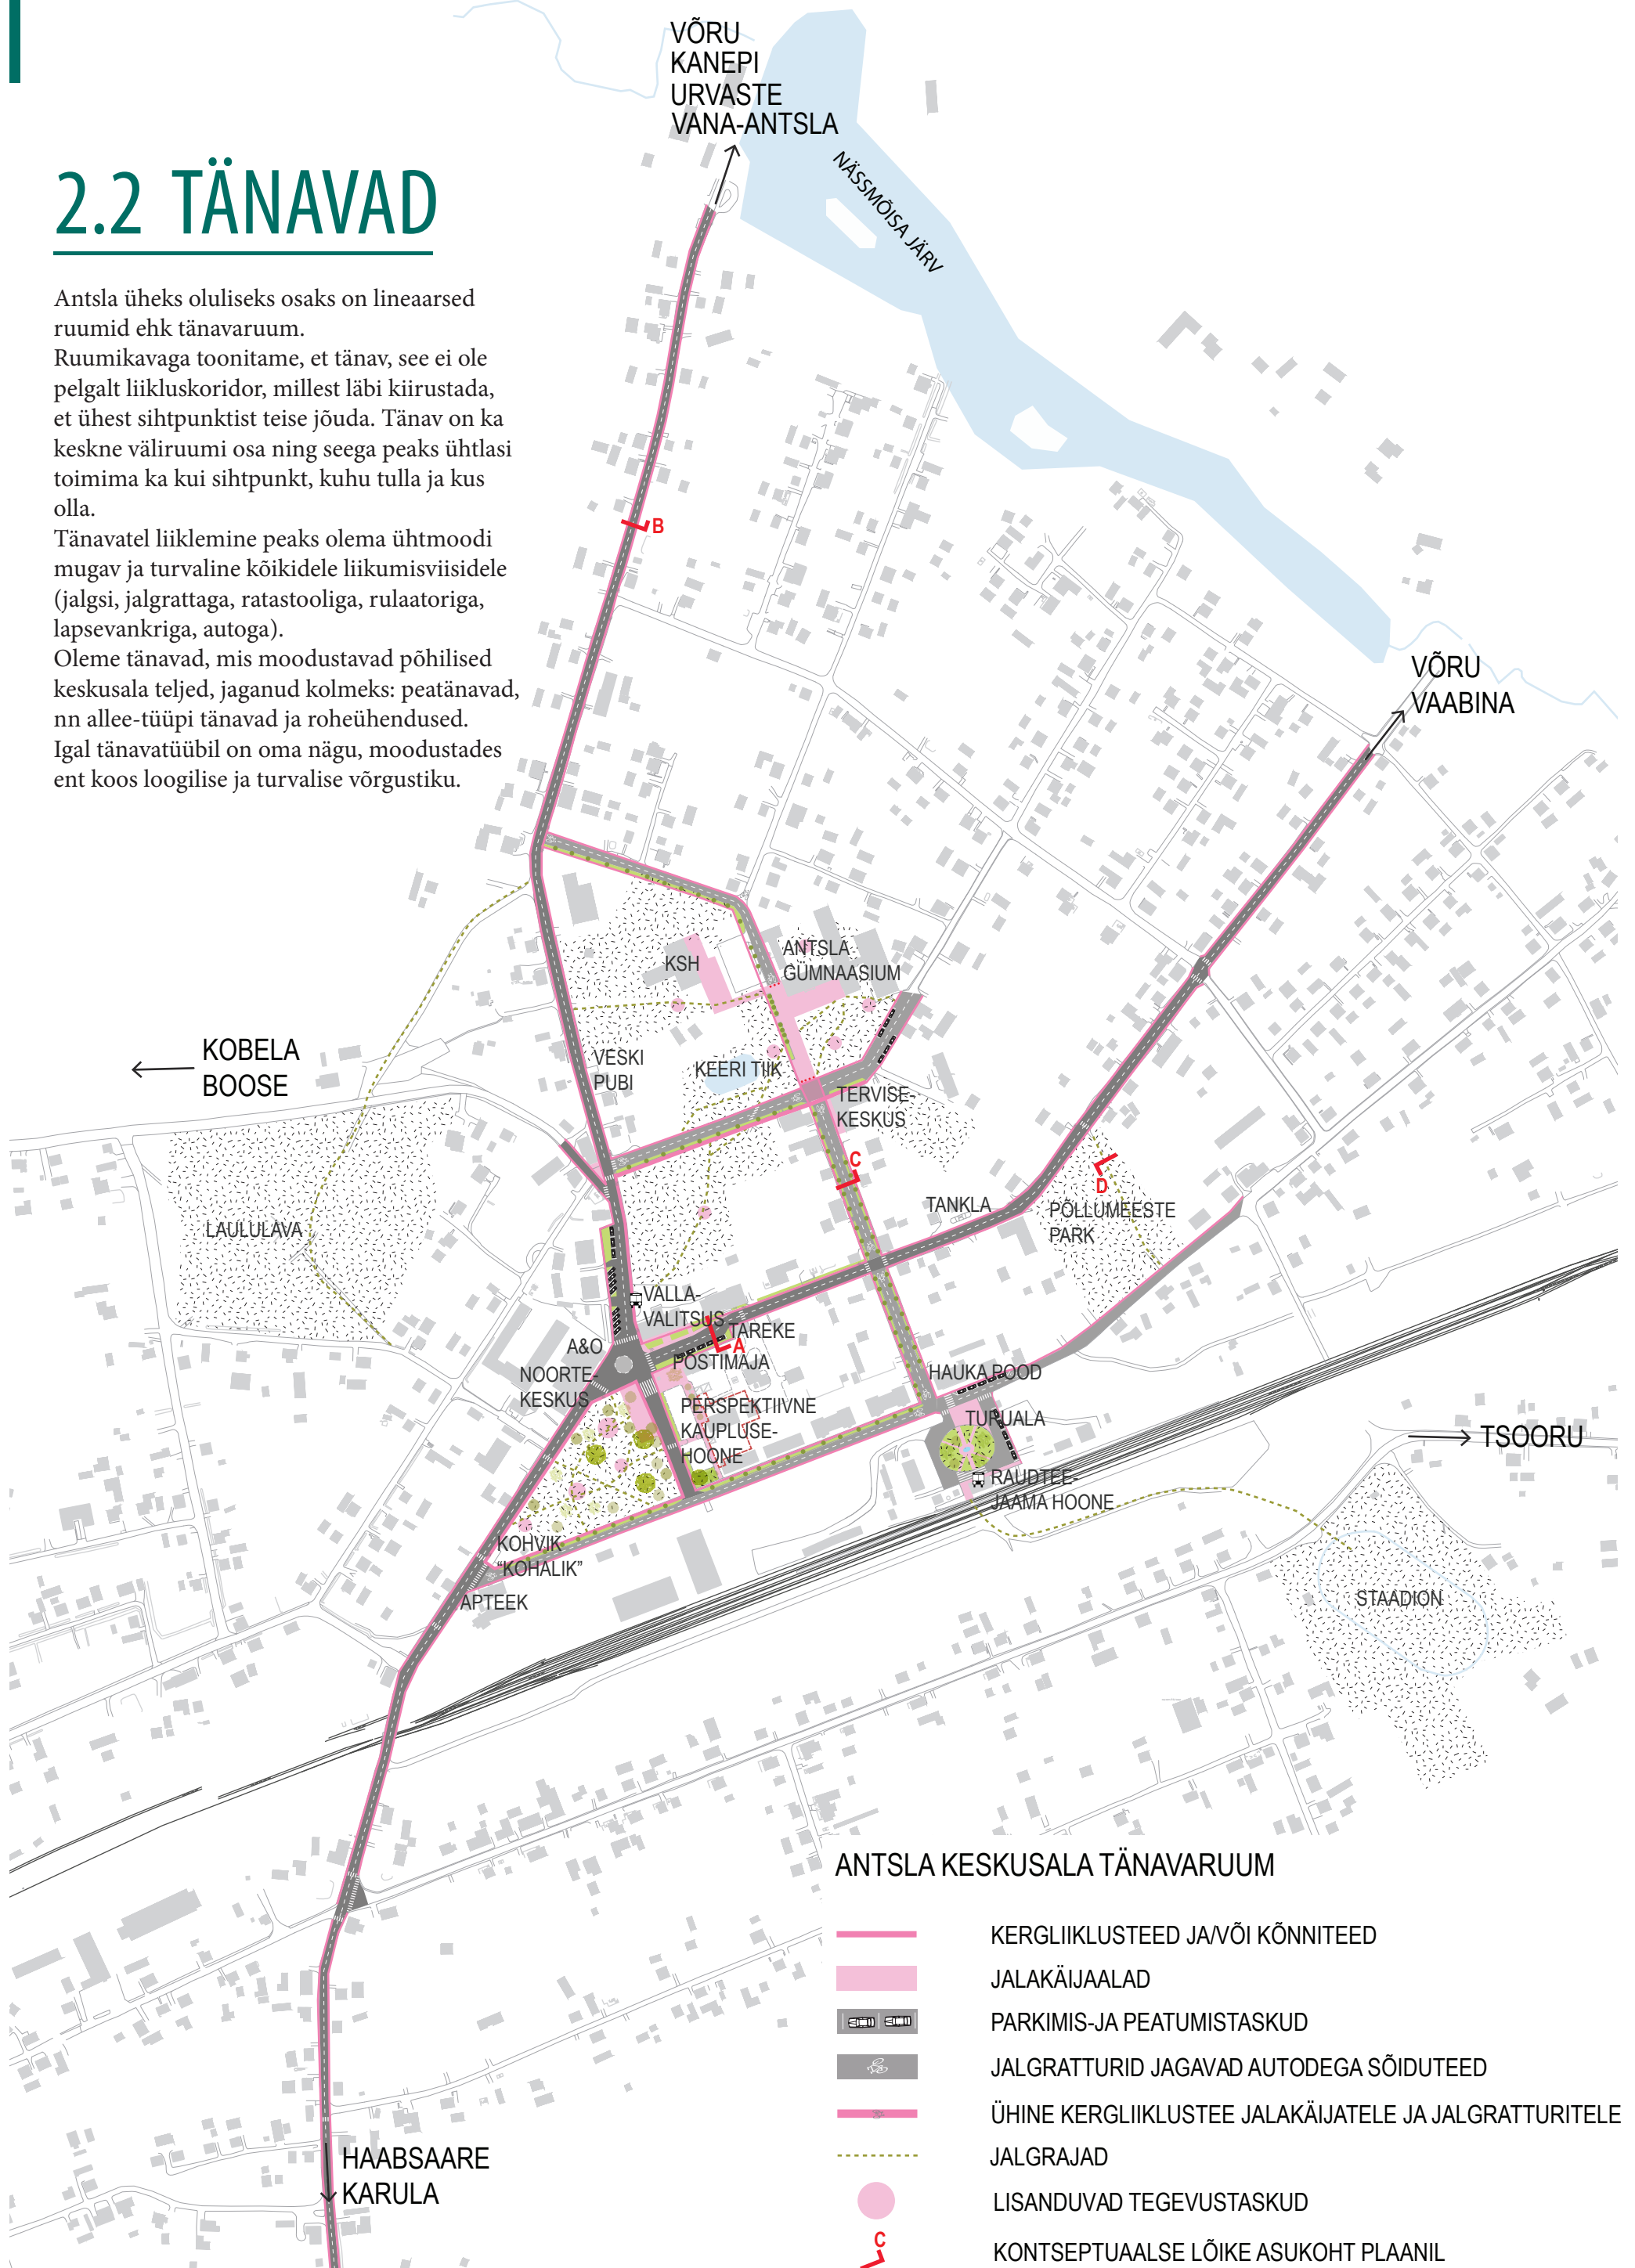 2.2 TÄNAVAD
Antsla üheks oluliseks osaks on lineaarsed
ruumid ehk tänavaruum.
Ruumikavaga toonitame, et tänav, see ei ole
pelgalt liikluskoridor, millest läbi kiirustada,
et ühest sihtpunktist teise jõuda. Tänav on ka
keskne väliruumi osa ning seega peaks ühtlasi
toimima ka kui sihtpunkt, kuhu tulla ja kus
olla.
Tänavatel liiklemine peaks olema ühtmoodi
mugav ja turvaline kõikidele liikumisviisidele
(jalgsi, jalgrattaga, ratastooliga, rulaatoriga,
lapsevankriga, autoga).
Oleme tänavad, mis moodustavad põhilised
keskusala teljed, jaganud kolmeks: peatänavad,
nn allee-tüüpi tänavad ja roheühendused.
Igal tänavatüübil on oma nägu, moodustades
ent koos loogilise ja turvalise võrgustiku.
VÕRU
KANEPI
URVASTE
VANA-ANTSLA
NÄSSMÕISA JÄRV
B
VÕRU
VAABINA
KSH
ANTSLA
GÜMNAASIUM
KOBELA
BOOSE
VESKI
PUBI
KEERI TIIK
TERVISE-
KESKUS
C
D
LAULULAVA
TANKLA
PÕLLUMEESTE
PARK
VALLA-
VALITSUS
TAREKE
A
A&O
POSTIMAJA
NOORTE-
KESKUS
HAUKA POOD
PERSPEKTIIVNE
KAUPLUSE-
HOONE
TURUALA
TSOORU
RAUDTEE-
JAAMA HOONE
KOHVIK
“KOHALIK”
APTEEK
STAADION
HAABSAARE
KARULA
ANTSLA KESKUSALA TÄNAVARUUM
KERGLIIKLUSTEED JA/VÕI KÕNNITEED
JALAKÄIJAALAD
PARKIMIS-JA PEATUMISTASKUD
JALGRATTURID JAGAVAD AUTODEGA SÕIDUTEED
ÜHINE KERGLIIKLUSTEE JALAKÄIJATELE JA JALGRATTURITELE
JALGRAJAD
LISANDUVAD TEGEVUSTASKUD
C
KONTSEPTUAALSE LÕIKE ASUKOHT PLAANIL